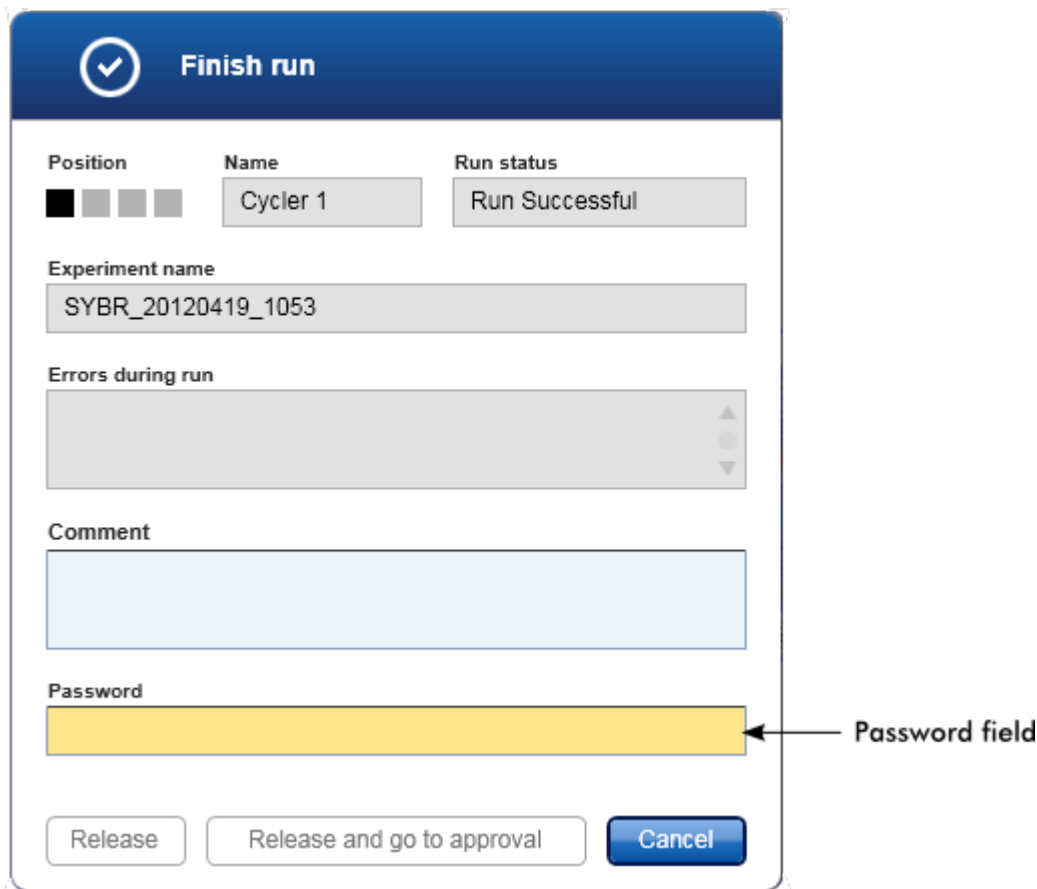 Finish run
Position Name Run status
Cycler 1 Run Successful
Experiment name
SYBR_20120419_1053
Errors during run
Comment
Password
Password field
Release Release and go to approval Cancel